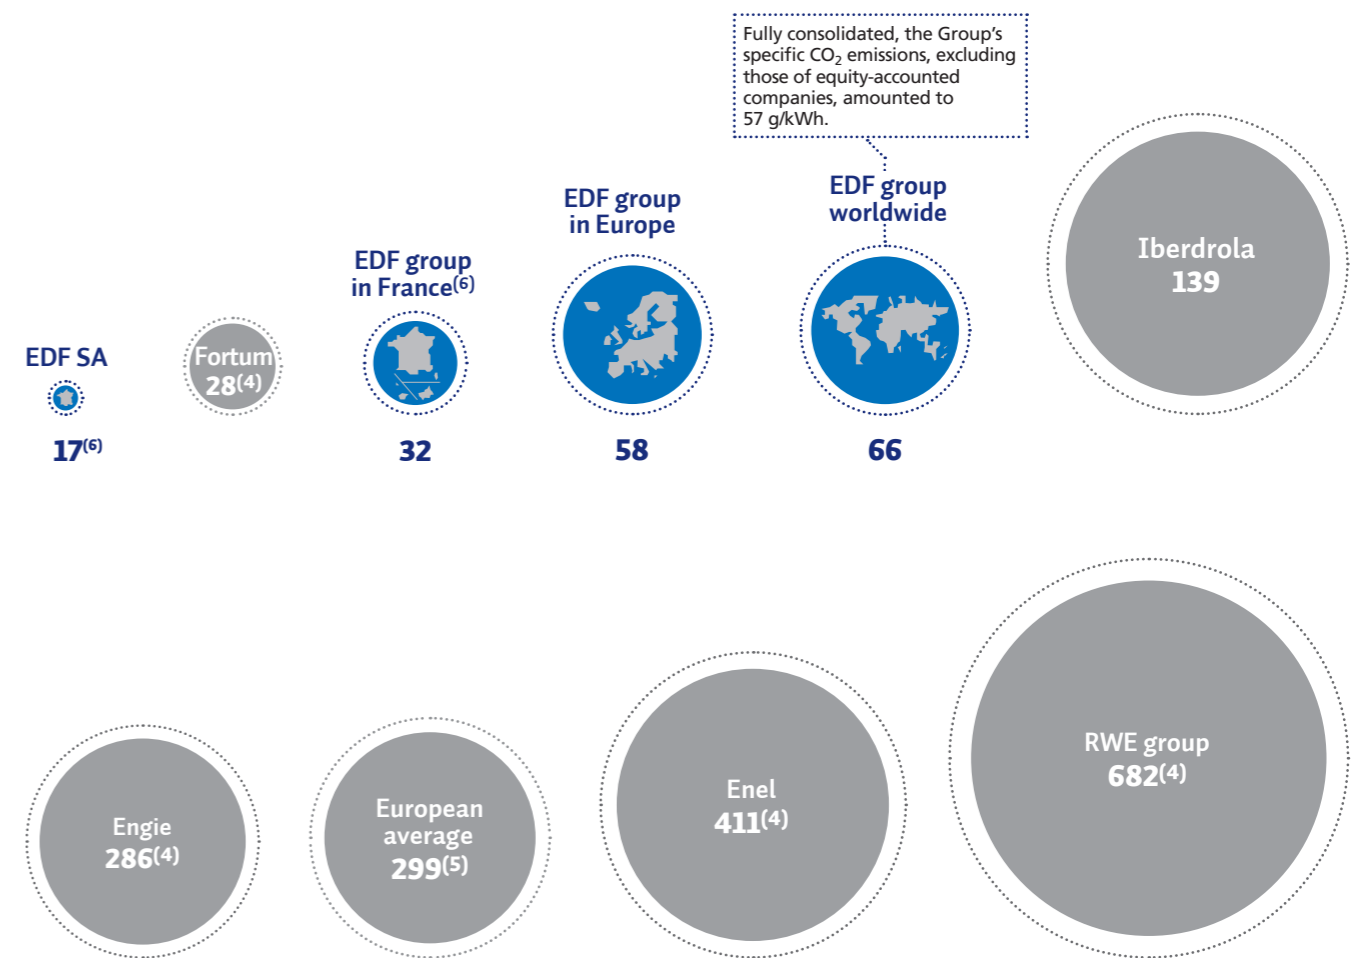 Fully consolidated, the Group’s
specific CO₂ emissions, excluding
those of equity-accounted
companies, amounted to
57 g/kWh.
EDF SA
17(6)
Fortum
28(4)
EDF group
in France(6)
32
EDF group
in Europe
58
EDF group
worldwide
66
Iberdrola
139
Engie
286(4)
European
average
299(5)
Enel
411(4)
RWE group
682(4)